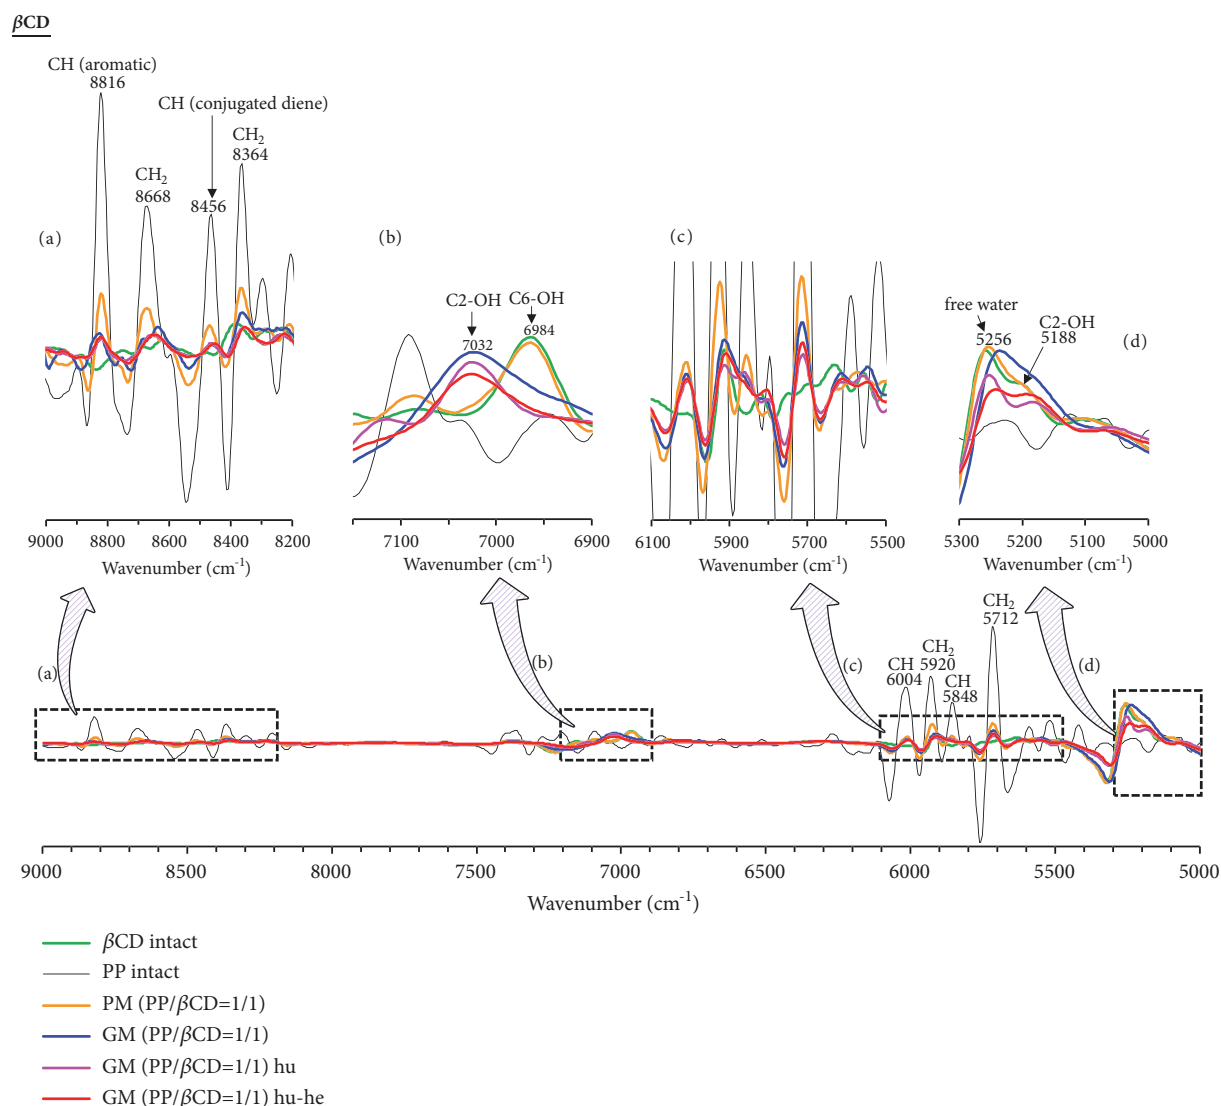 βCD
CH (aromatic)
8816
CH (conjugated diene)
CH2
8364
CH2
8668
8456
(a)
(b)
C2-OH
7032
C6-OH
6984
(c)
free water
5256
C2-OH
5188
(d)
9000 8800 8600 8400 8200
Wavenumber (cm-1)
7100 7000 6900
Wavenumber (cm-1)
6100 5900 5700 5500
Wavenumber (cm-1)
5300 5200 5100 5000
Wavenumber (cm-1)
(a)
(b)
(c)
(d)
CH
6004
CH2
5920
CH
5848
CH2
5712
9000 8500 8000 7500 7000 6500 6000 5500 5000
Wavenumber (cm-1)
βCD intact
PP intact
PM (PP/βCD=1/1)
GM (PP/βCD=1/1)
GM (PP/βCD=1/1) hu
GM (PP/βCD=1/1) hu-he